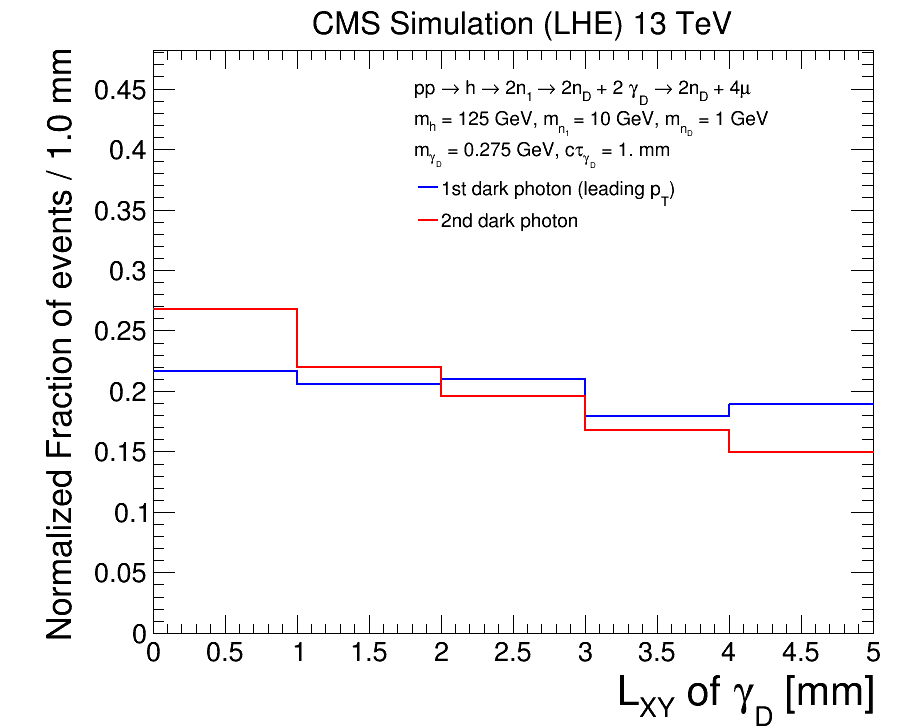 CMS Simulation (LHE) 13 TeV
Normalized Fraction of events / 1.0 mm
0.45
0.4
0.35
0.3
0.25
0.2
0.15
0.1
0.05
0
pp → h → 2n1 → 2nD + 2 γD → 2nD + 4μ
mh = 125 GeV, mn1 = 10 GeV, mnD = 1 GeV
mγD = 0.275 GeV, cτγD = 1. mm
1st dark photon (leading pT)
2nd dark photon
0 0.5 1 1.5 2 2.5 3 3.5 4 4.5 5
LXY of γD [mm]